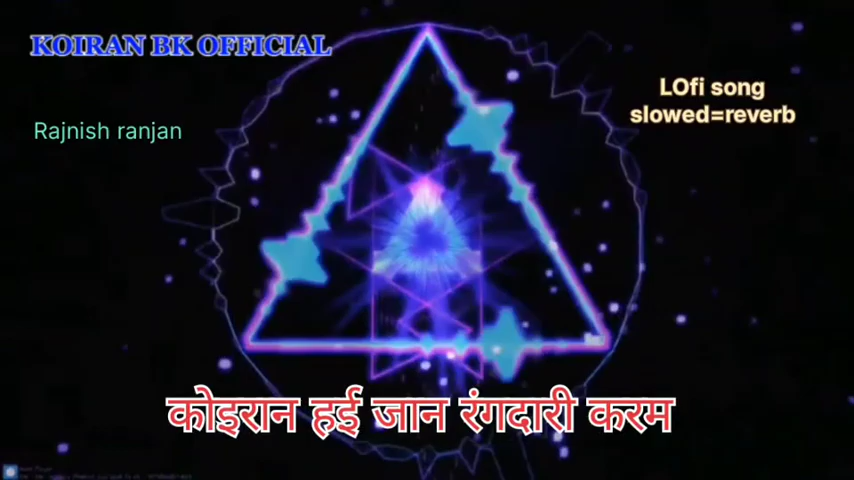 KOIRAN BK OFFICIAL
LOfi song
slowed=reverb
Rajnish ranjan
कोइरान हई जान रंगदारी करम